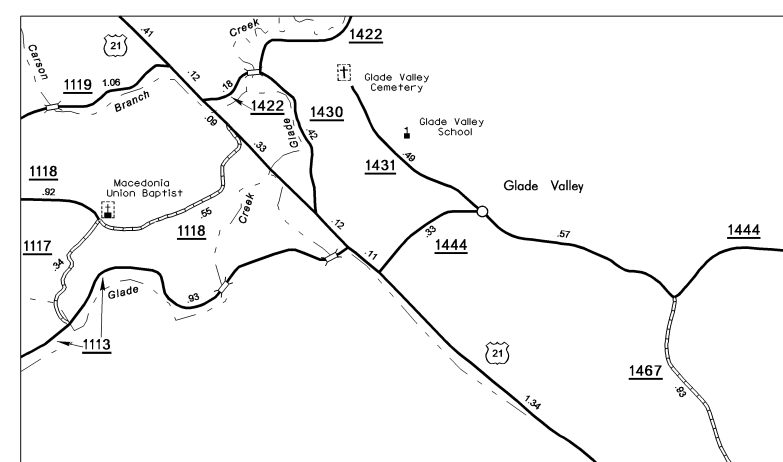 Creek
1422
.41
21
Carson
1119
1.06
.12
.18
Branch
1422
Glade Valley
Cemetery
1430
.09
.42
Glade
.33
1
Glade Valley
School
.49
1431
1118
.92
Macedonia
Union Baptist
Glade Valley
.55
1118
Creek
.12
.33
1444
.57
1444
1117
.34
.11
Glade
.93
1113
21
1467
.93
1.34